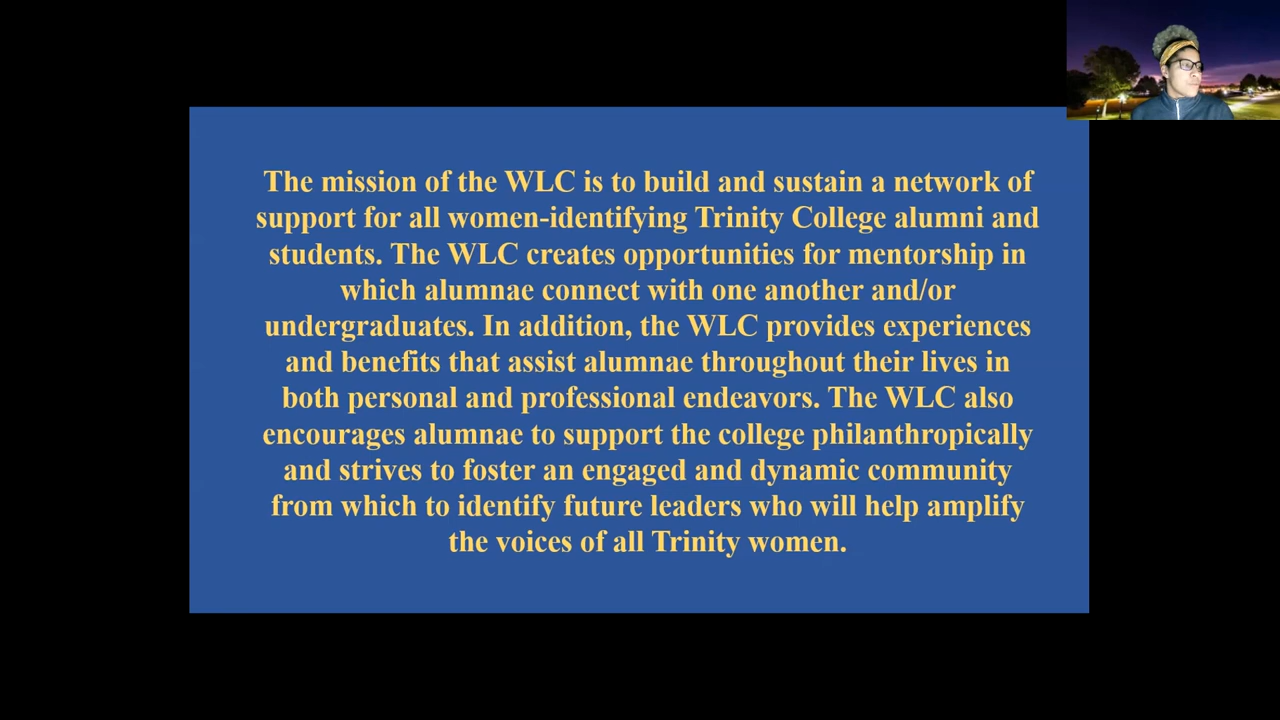 The mission of the WLC is to build and sustain a network of
support for all women-identifying Trinity College alumni and
students. The WLC creates opportunities for mentorship in
which alumnae connect with one another and/or
undergraduates. In addition, the WLC provides experiences
and benefits that assist alumnae throughout their lives in
both personal and professional endeavors. The WLC also
encourages alumnae to support the college philanthropically
and strives to foster an engaged and dynamic community
from which to identify future leaders who will help amplify
the voices of all Trinity women.